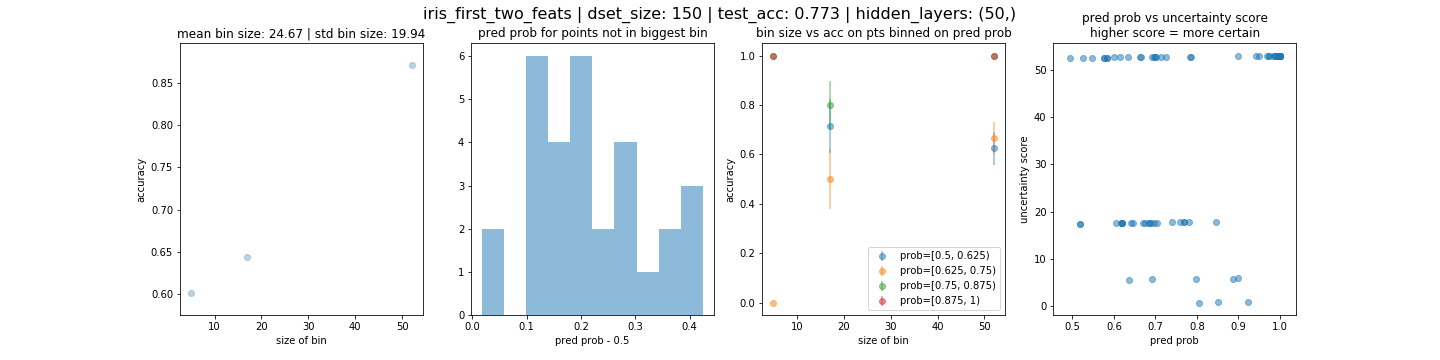 iris_first_two_feats | dset_size: 150 | test_acc: 0.773 | hidden_layers: (50,)
mean bin size: 24.67 | std bin size: 19.94
accuracy
0.85
0.80
0.75
0.70
0.65
0.60
10
20
30
40
50
size of bin
pred prob for points not in biggest bin
6
5
4
3
2
1
0
0.0
0.1
0.2
0.3
0.4
pred prob - 0.5
bin size vs acc on pts binned on pred prob
accuracy
1.0
0.8
0.6
0.4
0.2
0.0
prob=[0.5, 0.625)
prob=[0.625, 0.75)
prob=[0.75, 0.875)
prob=[0.875, 1)
10
20
30
40
50
size of bin
pred prob vs uncertainty score
higher score = more certain
uncertainty score
50
40
30
20
10
0
0.5
0.6
0.7
0.8
0.9
1.0
pred prob